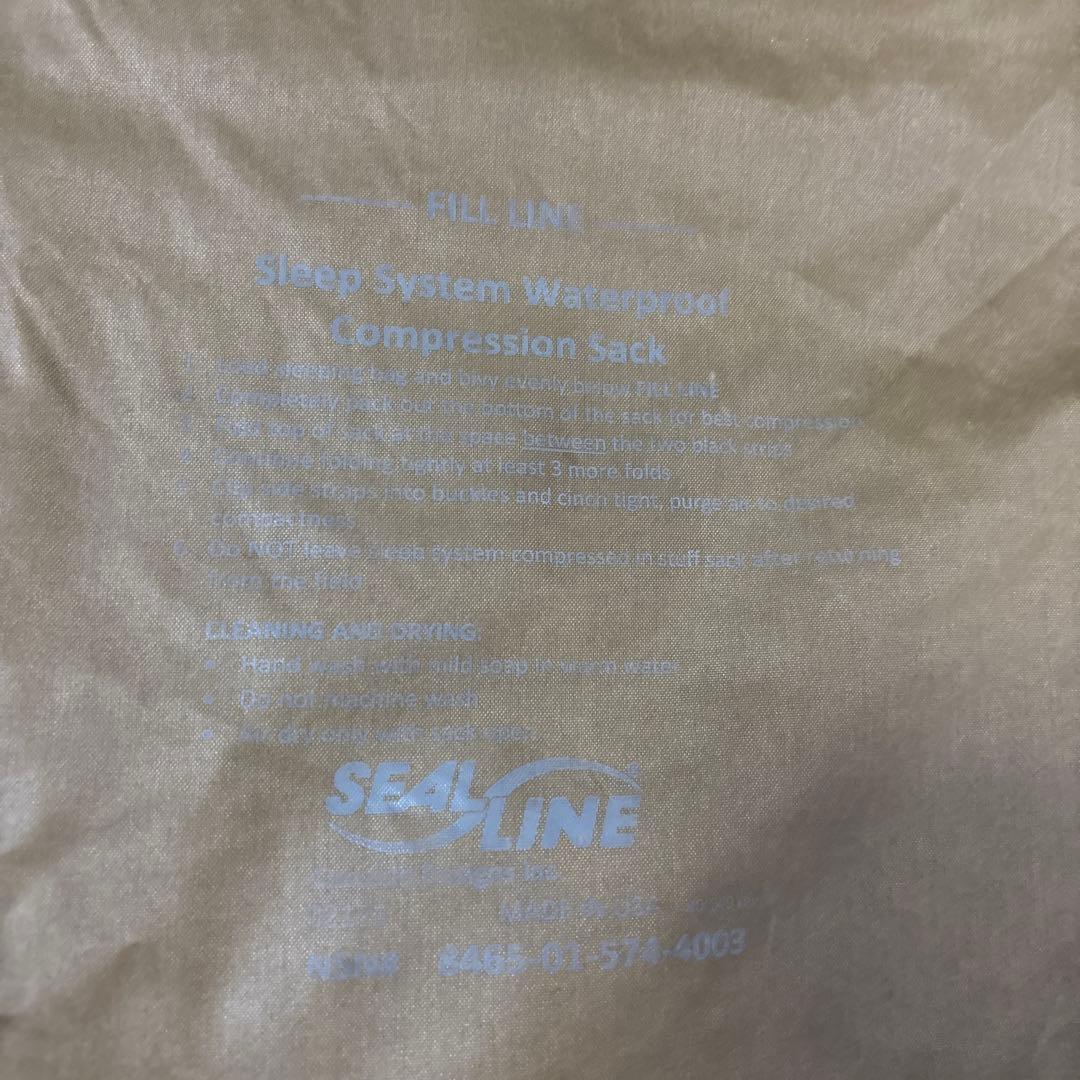 FILL LINE
Sleep System Waterproof
Compression Sack
1. Load sleeping bag and bivy evenly below FILL LINE
2. Completely pack out the bottom of the sack for best compression
3. Fold top of sack at the space between the two black straps
4. Continue folding tightly at least 3 more folds
5. Clip side straps into buckles and cinch tight, purge air to desired
compactness
6. Do NOT leave sleep system compressed in stuff sack after returning
from the field
CLEANING AND DRYING:
• Hand wash with mild soap in warm water
• Do not machine wash
• Air dry only with sack open
SEAL LINE®
Designs Inc.
MADE IN
NSN# 8465-01-574-4003